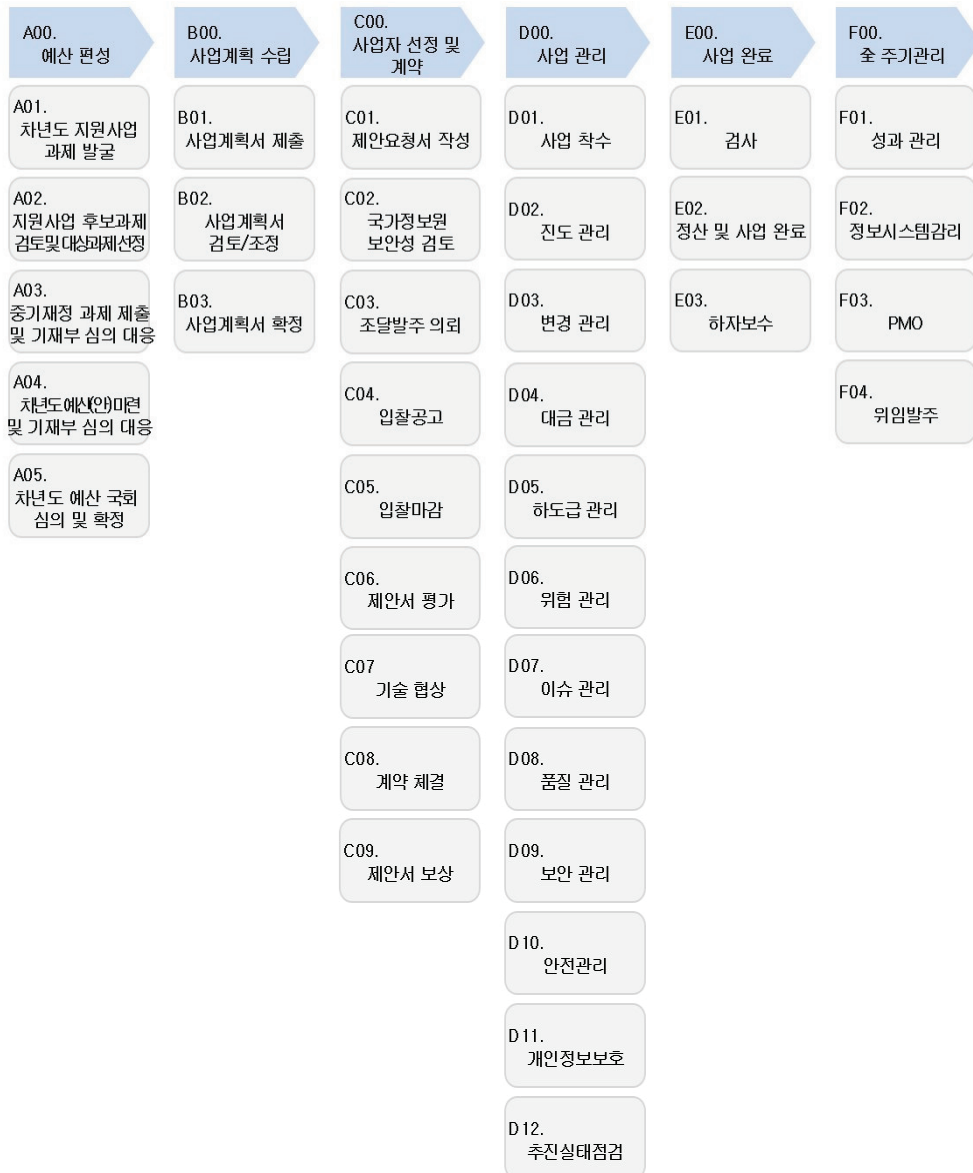 A00.
예산 편성
B00.
사업계획 수립
C00.
사업자 선정 및
계약
D00.
사업 관리
E00.
사업 완료
F00.
全 주기관리
A01.
차년도 지원사업
과제 발굴
A02.
지원사업 후보과제
검토및대상과제선정
A03.
중기재정 과제 제출
및 기재부 심의 대응
A04.
차년도예산(안)마련
및 기재부 심의 대응
A05.
차년도 예산 국회
심의 및 확정
B01.
사업계획서 제출
B02.
사업계획서
검토/조정
B03.
사업계획서 확정
C01.
제안요청서 작성
C02.
국가정보원
보안성 검토
C03.
조달발주 의뢰
C04.
입찰공고
C05.
입찰마감
C06.
제안서 평가
C07
기술 협상
C08.
계약 체결
C09.
제안서 보상
D01.
사업 착수
D02.
진도 관리
D03.
변경 관리
D04.
대금 관리
D05.
하도급 관리
D06.
위험 관리
D07.
이슈 관리
D08.
품질 관리
D09.
보안 관리
D10.
안전관리
D11.
개인정보보호
D12.
추진실태점검
E01.
검사
E02.
정산 및 사업 완료
E03.
하자보수
F01.
성과 관리
F02.
정보시스템감리
F03.
PMO
F04.
위임발주